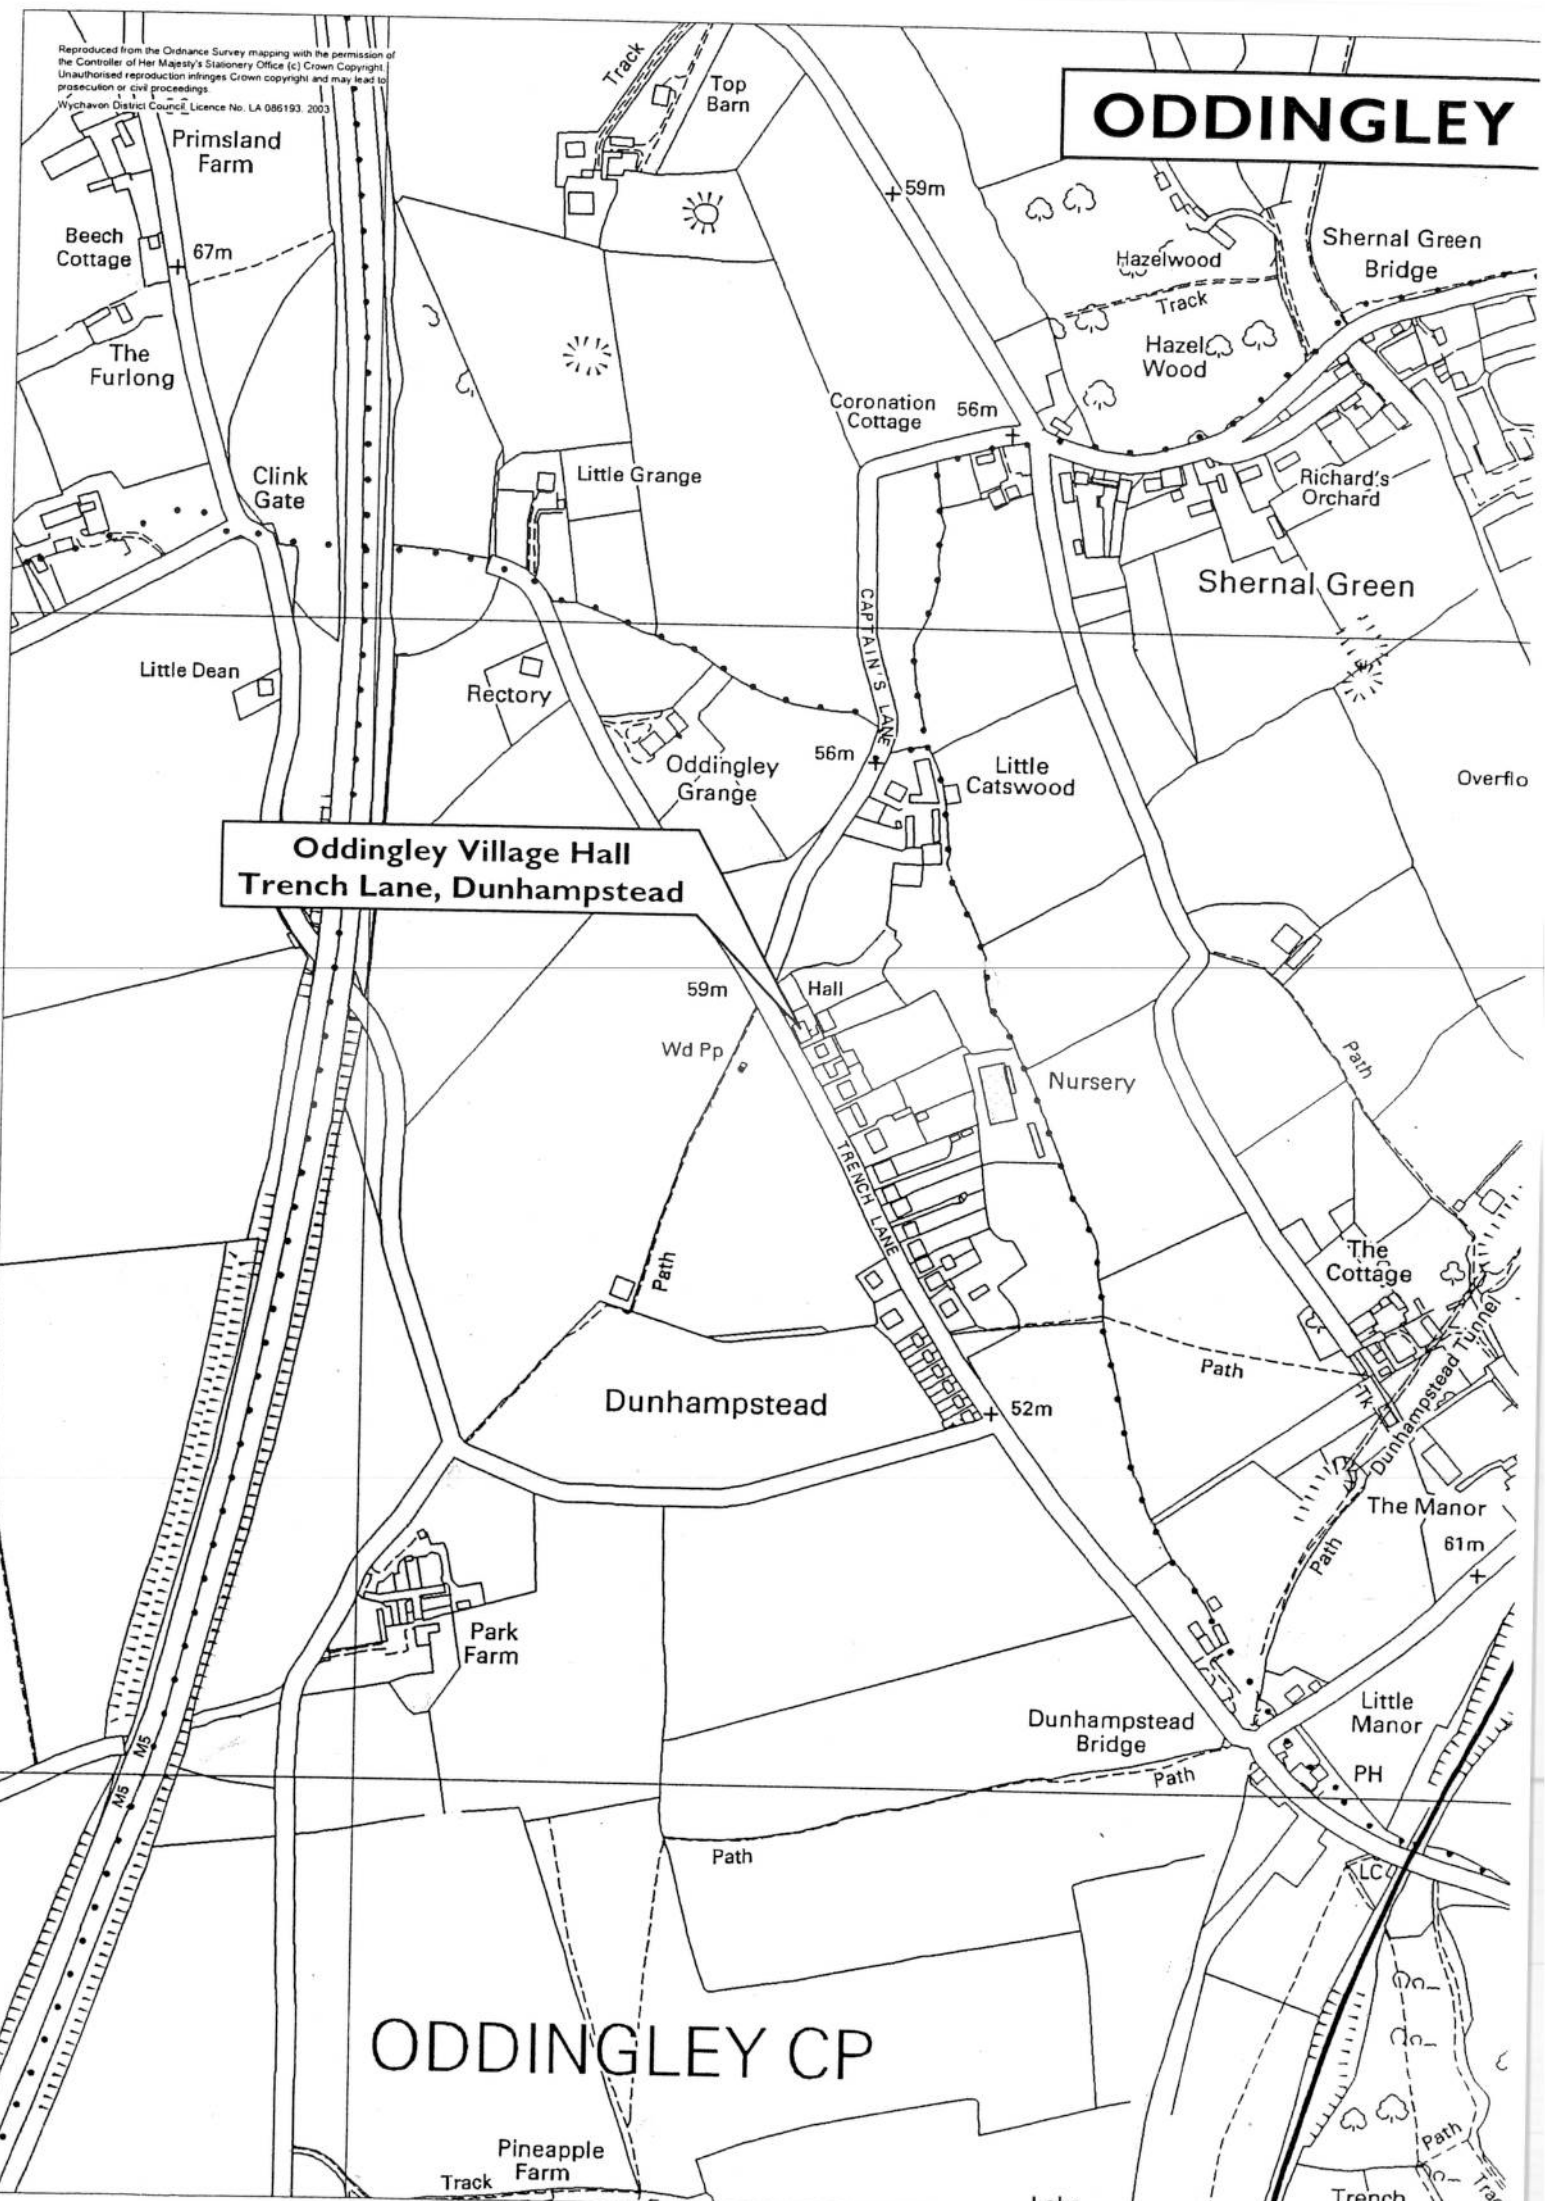 Reproduced from the Ordnance Survey mapping with the permission of
the Controller of Her Majesty's Stationery Office (c) Crown Copyright.
Unauthorised reproduction infringes Crown copyright and may lead to
prosecution or civil proceedings.
Wychavon District Council Licence No. LA 086193. 2003
ODDINGLEY
Track
Top
Barn
Primsland
Farm
59m
Beech
Cottage
67m
Hazelwood
Shernal Green
Bridge
Track
The
Furlong
Hazel
Wood
Coronation
Cottage
56m
Clink
Gate
Little Grange
Richard's
Orchard
Shernal Green
CAPTAIN'S LANE
Little Dean
Rectory
Oddingley
Grange
56m
Little
Catswood
Overflo
Oddingley Village Hall
Trench Lane, Dunhampstead
59m
Hall
Wd Pp
Nursery
Path
TRENCH LANE
Path
The
Cottage
Dunhampstead Tunnel
Path
Tk
Dunhampstead
52m
The Manor
61m
Path
Park
Farm
Little
Manor
Dunhampstead
Bridge
Path
PH
M5
M5
Path
LC
ODDINGLEY CP
Pineapple
Farm
Track
Path
Trench